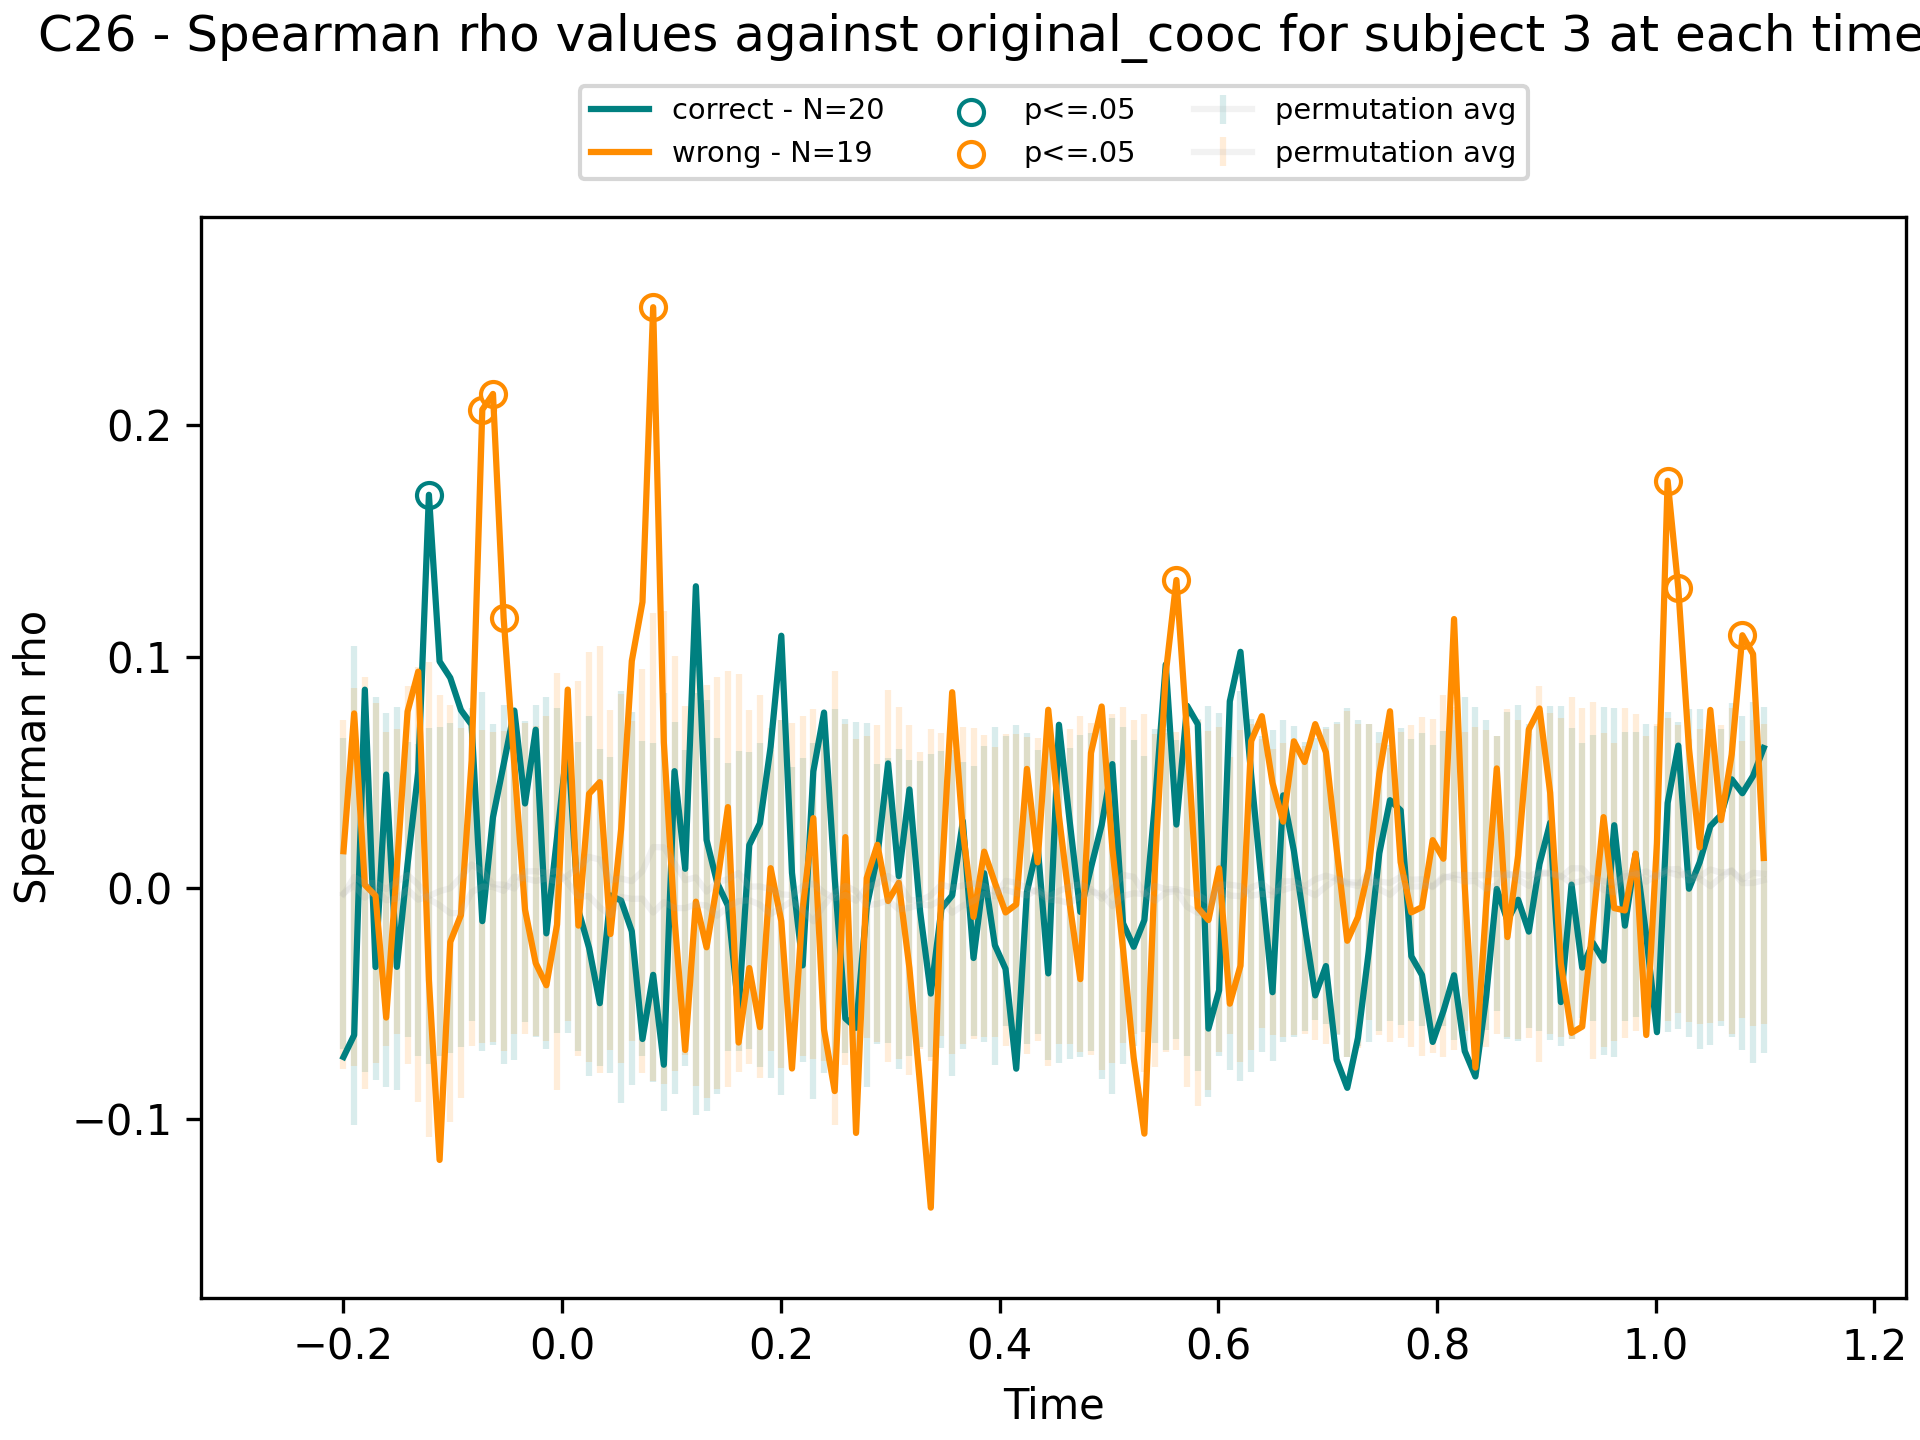 C26 - Spearman rho values against original_cooc for subject 3 at each time
correct - N=20
wrong - N=19
p<=.05
p<=.05
permutation avg
permutation avg
Spearman rho
0.2
0.1
0.0
−0.1
−0.2
0.0
0.2
0.4
0.6
0.8
1.0
1.2
Time